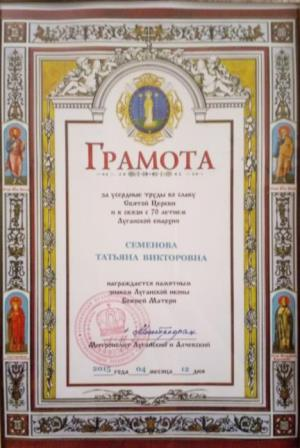 ГРАМОТА
за усердные труды во славу
Святой Церкви
и в связи с 70 летием
Луганской епархии
СЕМЕНОВА
ТАТЬЯНА ВИКТОРОВНА
награждается памятным
знаком Луганской иконы
Божией Матери
Митрополит Луганский и Алчевский
2015 года 04 месяца 12 дня